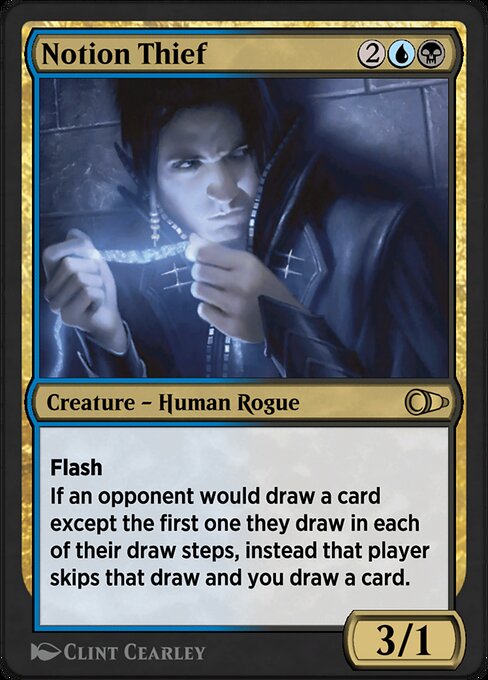 Notion Thief 2
Creature – Human Rogue
Flash
If an opponent would draw a card
except the first one they draw in each
of their draw steps, instead that player
skips that draw and you draw a card.
3/1
CLINT CEARLEY